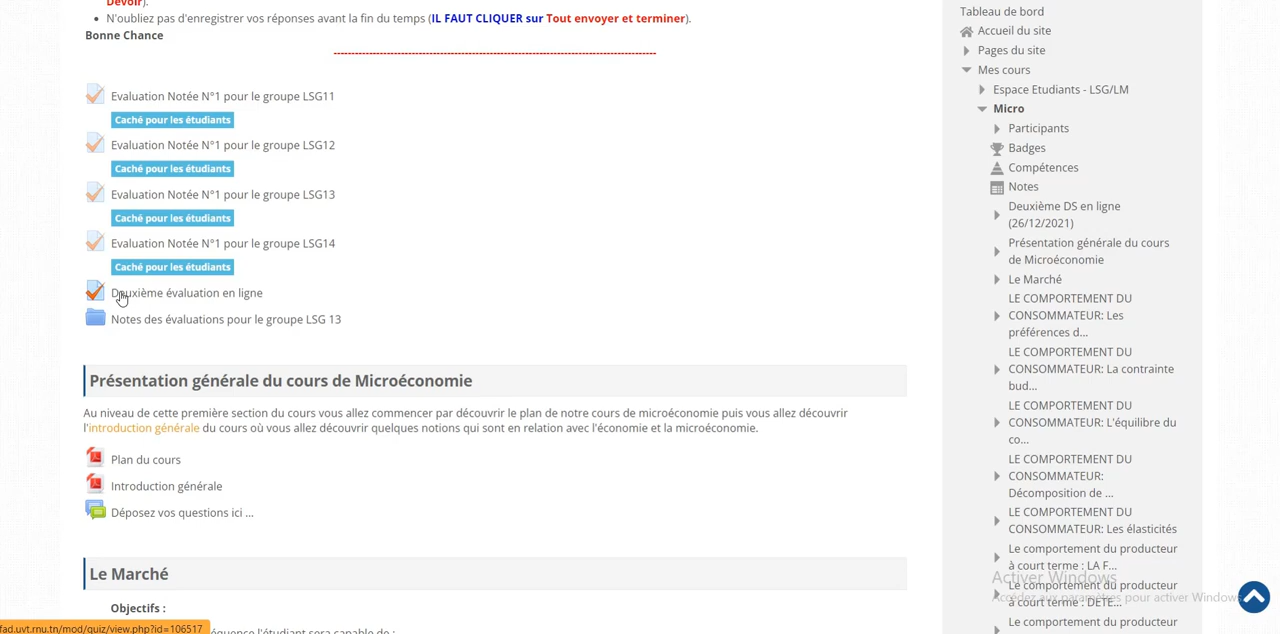 Devoir).
N'oubliez pas d'enregistrer vos réponses avant la fin du temps (IL FAUT CLIQUER sur Tout envoyer et terminer).
Bonne Chance
Evaluation Notée N°1 pour le groupe LSG11
Caché pour les étudiants
Evaluation Notée N°1 pour le groupe LSG12
Caché pour les étudiants
Evaluation Notée N°1 pour le groupe LSG13
Caché pour les étudiants
Evaluation Notée N°1 pour le groupe LSG14
Caché pour les étudiants
Deuxième évaluation en ligne
Notes des évaluations pour le groupe LSG 13
Présentation générale du cours de Microéconomie
Au niveau de cette première section du cours vous allez commencer par découvrir le plan de notre cours de microéconomie puis vous allez découvrir
l'introduction générale du cours où vous allez découvrir quelques notions qui sont en relation avec l'économie et la microéconomie.
Plan du cours
Introduction générale
Déposez vos questions ici ...
Le Marché
Objectifs :
équence l'étudiant sera capable de :
fad.uvt.rnu.tn/mod/quiz/view.php?id=106517
Tableau de bord
Accueil du site
Pages du site
Mes cours
Espace Etudiants - LSG/LM
Micro
Participants
Badges
Compétences
Notes
Deuxième DS en ligne
(26/12/2021)
Présentation générale du cours
de Microéconomie
Le Marché
LE COMPORTEMENT DU
CONSOMMATEUR: Les
préférences d...
LE COMPORTEMENT DU
CONSOMMATEUR: La contrainte
bud...
LE COMPORTEMENT DU
CONSOMMATEUR: L'équilibre du
co...
LE COMPORTEMENT DU
CONSOMMATEUR:
Décomposition de ...
LE COMPORTEMENT DU
CONSOMMATEUR: Les élasticités
Le comportement du producteur
à court terme : LA F...
Le comportement du producteur
à court terme : DETE...
Le comportement du producteur
Activer Windows
Accédez aux paramètres pour activer Windows